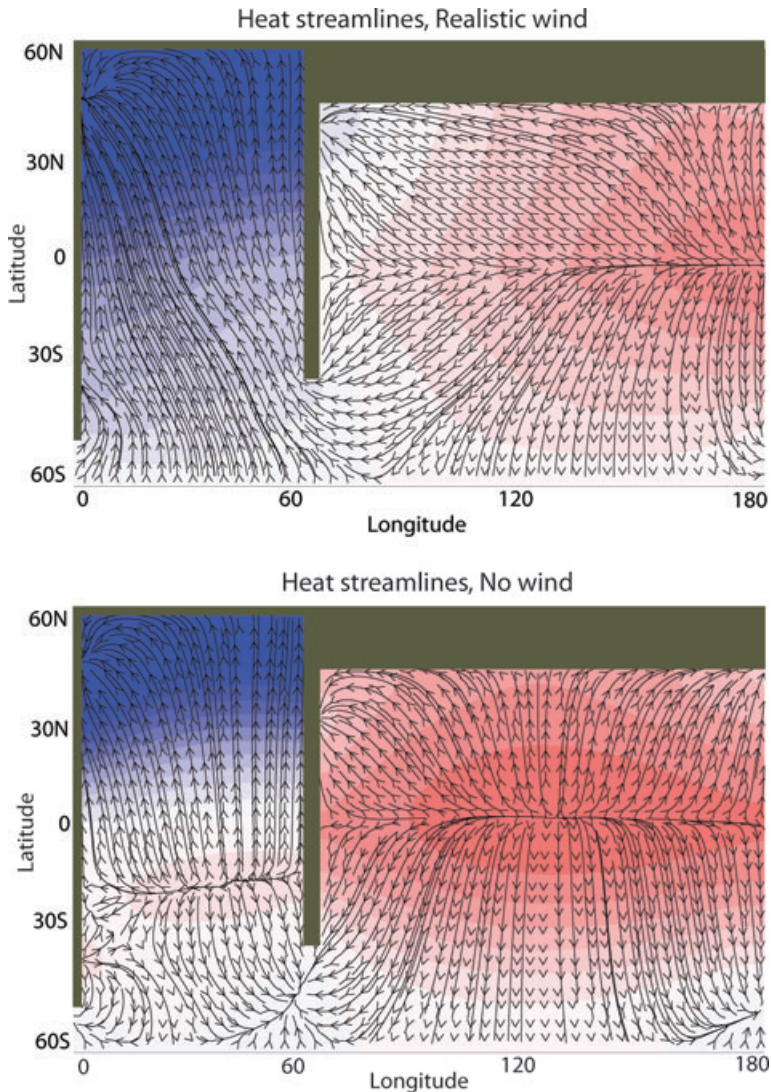 Heat streamlines, Realistic wind
60N
30N
0
30S
60S
Latitude
0
60
120
180
Longitude
Heat streamlines, No wind
60N
30N
0
30S
60S
Latitude
0
60
120
180
Longitude